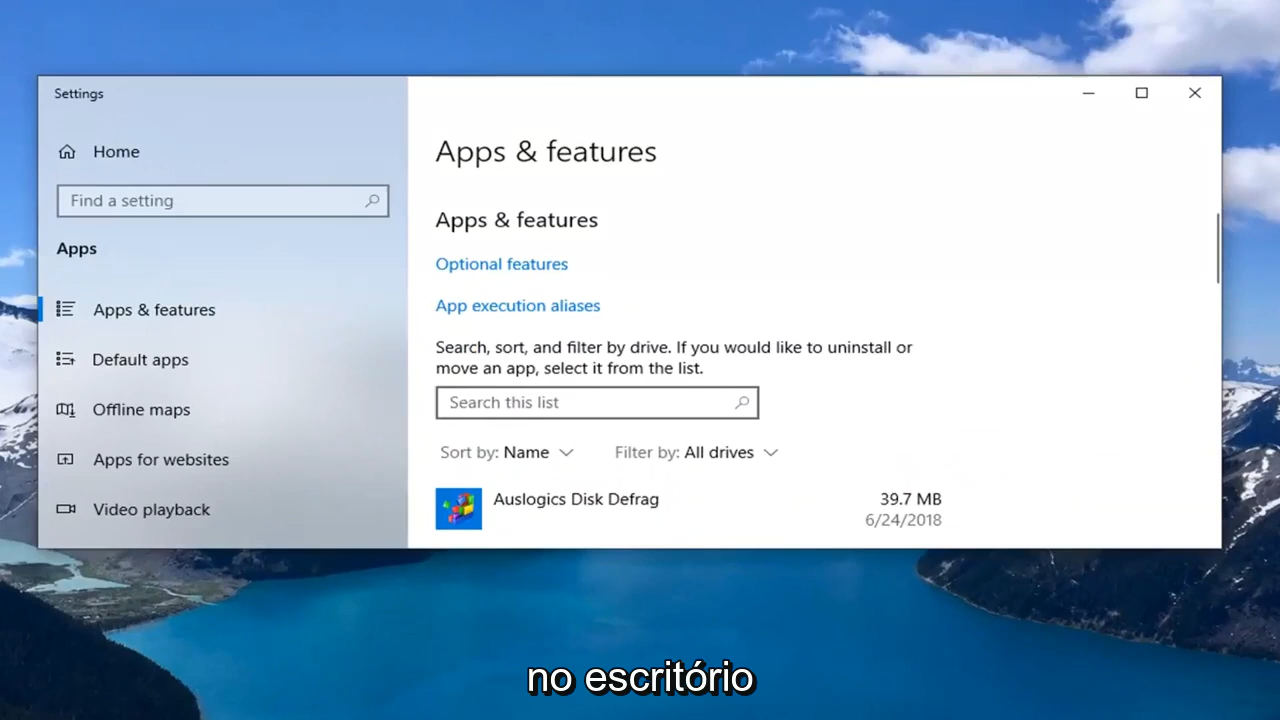 Settings
Home
Find a setting
Apps
Apps & features
Default apps
Offline maps
Apps for websites
Video playback
Apps & features
Apps & features
Optional features
App execution aliases
Search, sort, and filter by drive. If you would like to uninstall or
move an app, select it from the list.
Search this list
Sort by: Name Filter by: All drives
Auslogics Disk Defrag 39.7 MB
6/24/2018
no escritório